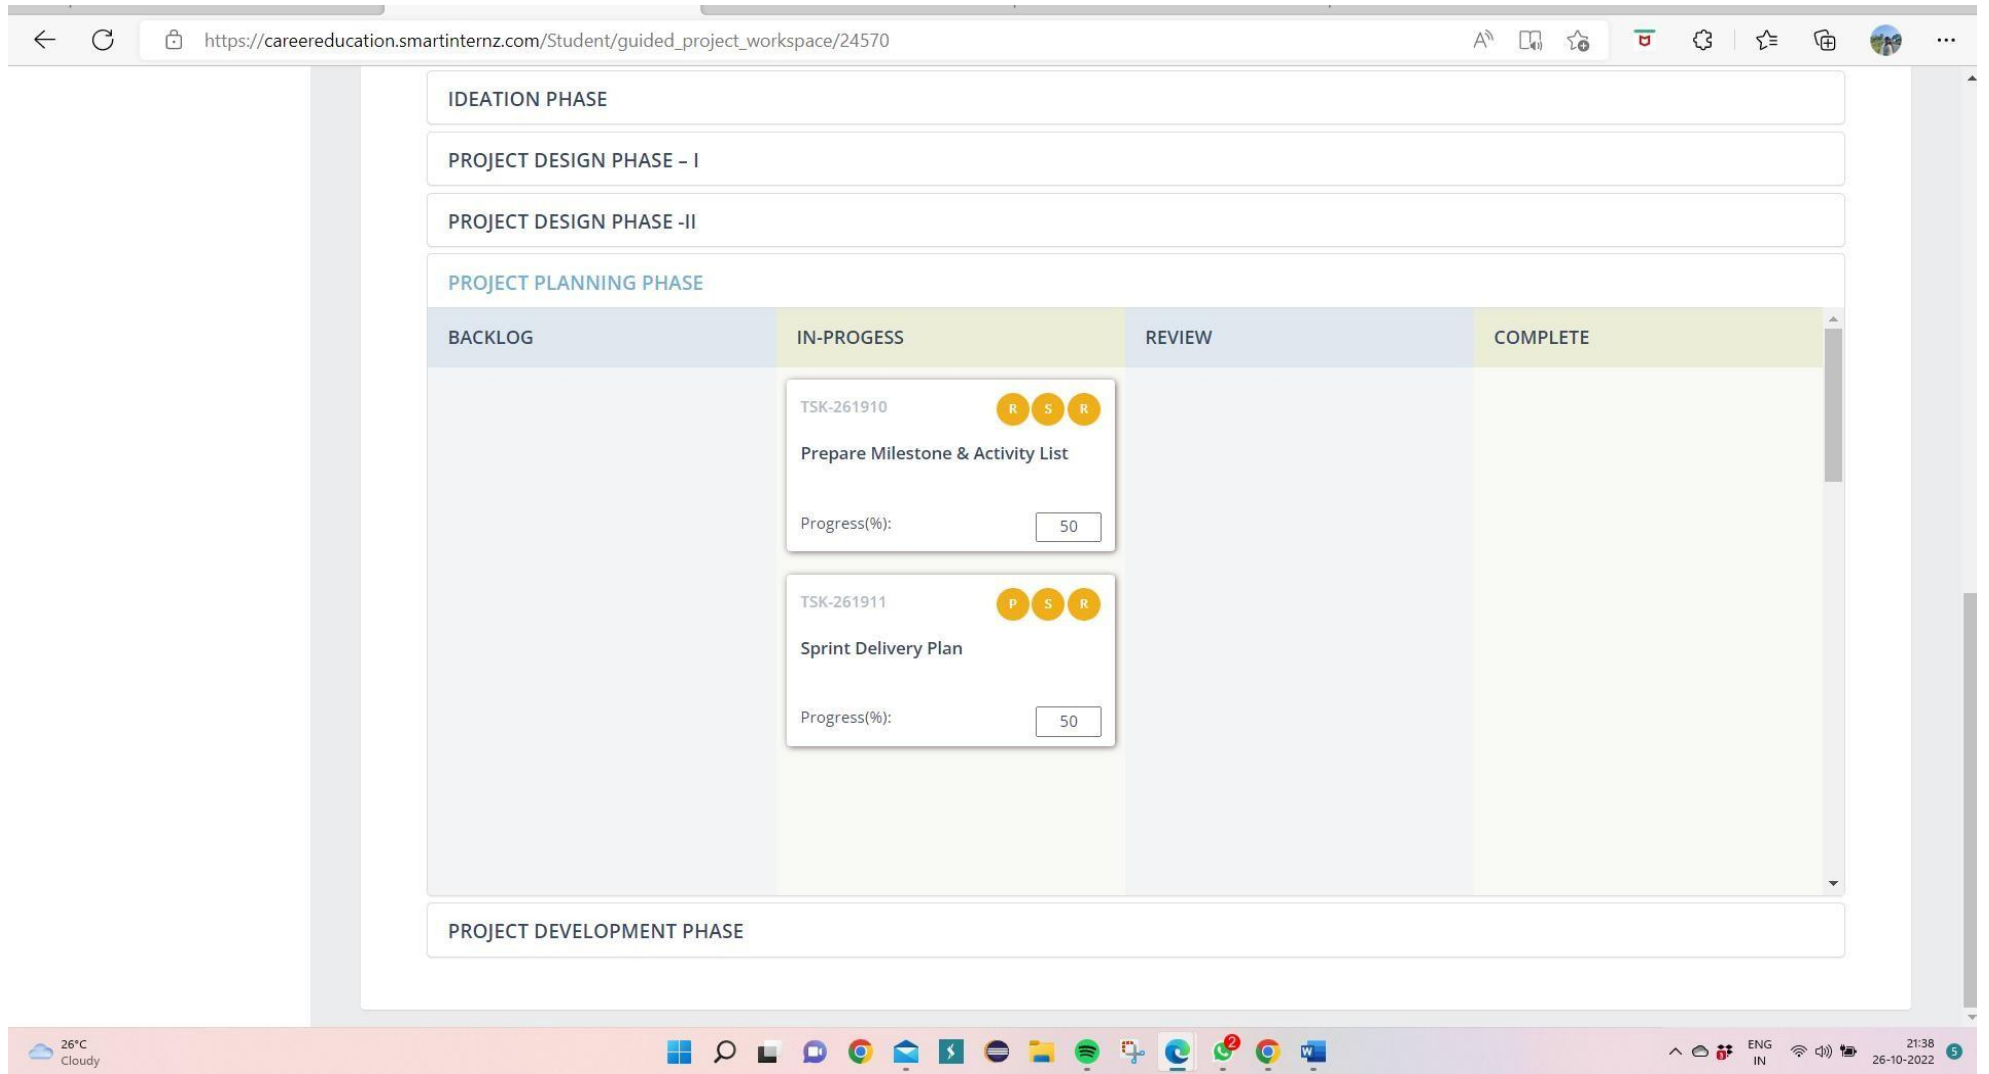 https://careereducation.smartinternz.com/Student/guided_project_workspace/24570
IDEATION PHASE
PROJECT DESIGN PHASE – I
PROJECT DESIGN PHASE -II
PROJECT PLANNING PHASE
BACKLOG
IN-PROGESS
REVIEW
COMPLETE
TSK-261910
R S R
Prepare Milestone & Activity List
Progress(%):
50
TSK-261911
P S R
Sprint Delivery Plan
Progress(%):
50
PROJECT DEVELOPMENT PHASE
26°C
Cloudy
2
ENG
IN
21:38
26-10-2022
5